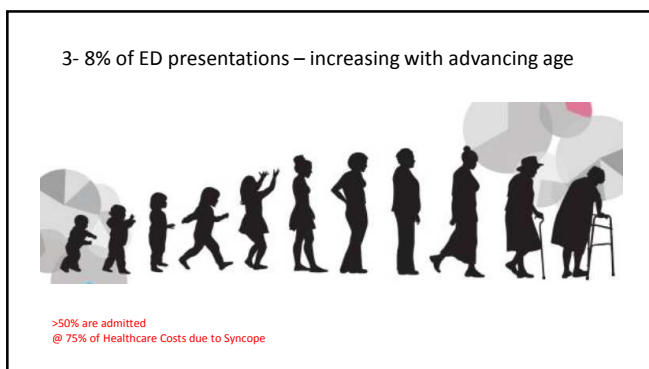 3- 8% of ED presentations – increasing with advancing age
>50% are admitted
@ 75% of Healthcare Costs due to Syncope